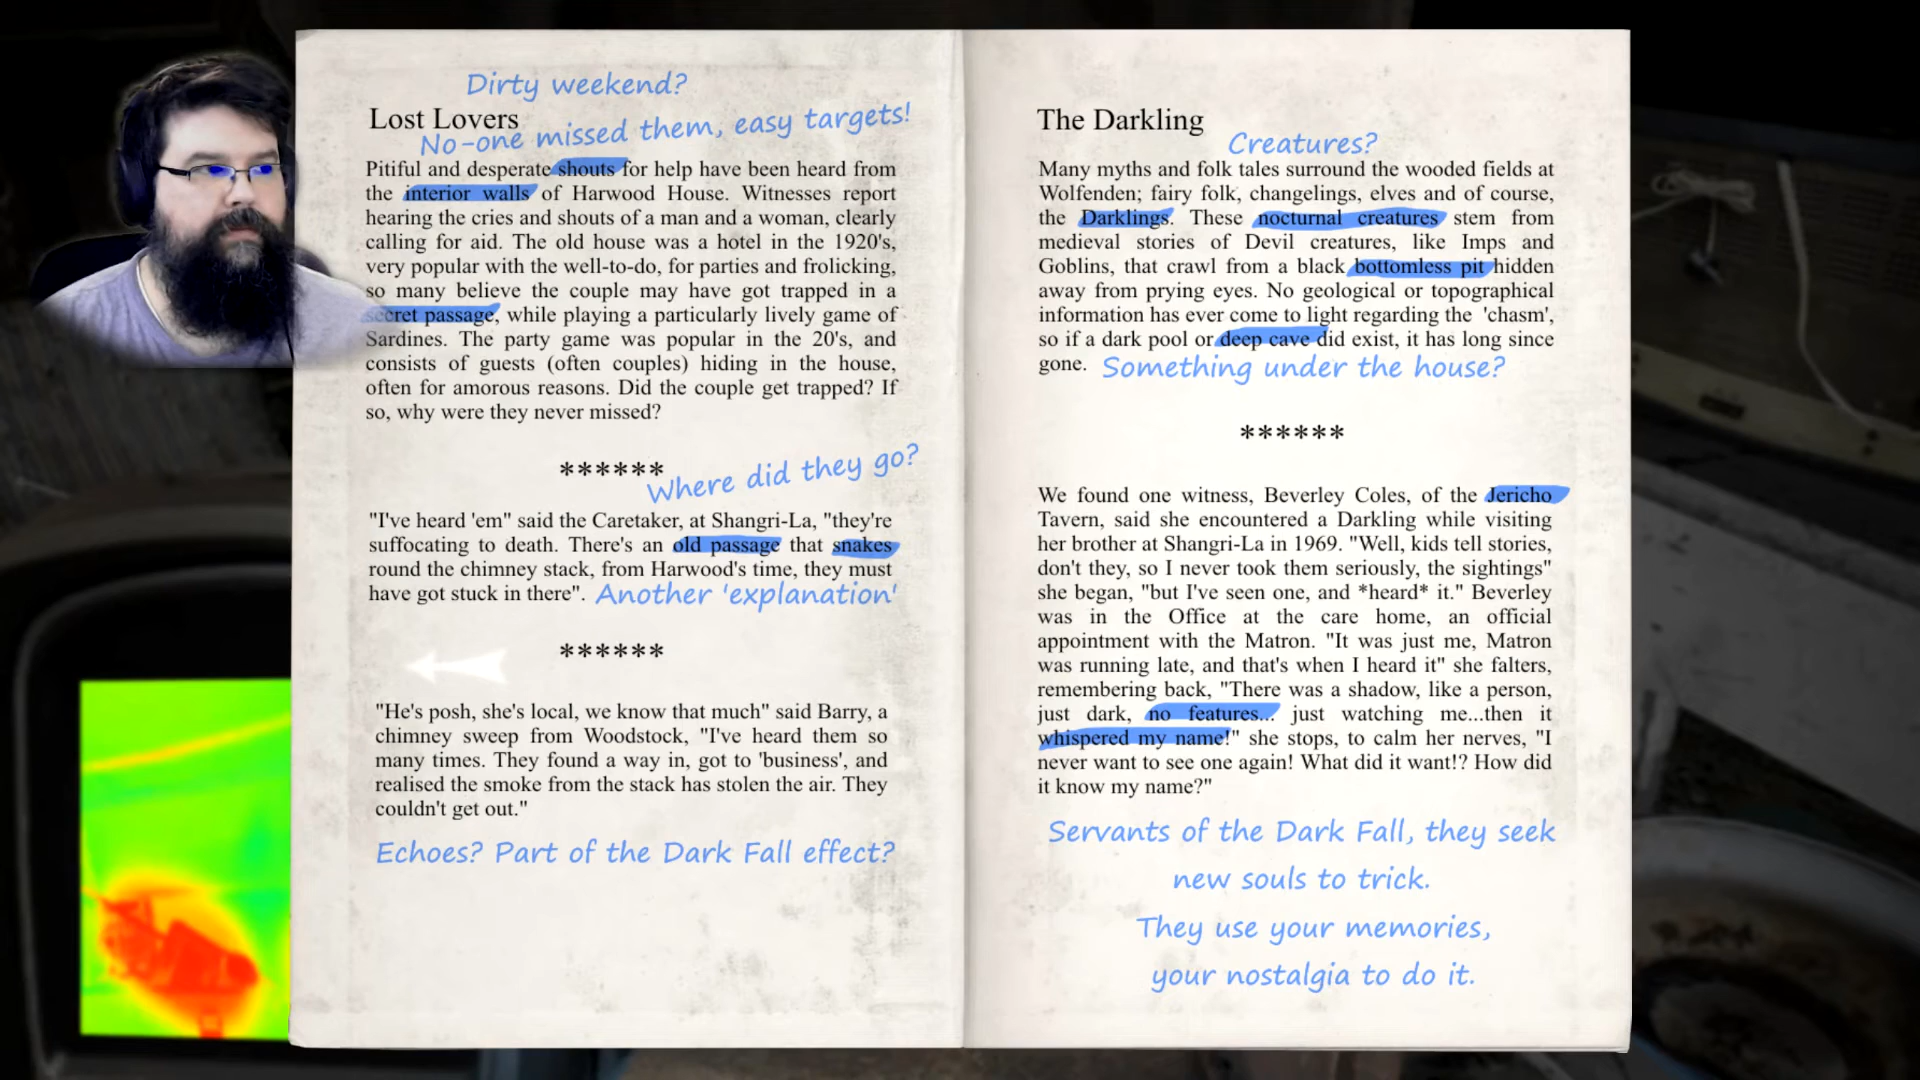 Dirty weekend?
Lost Lovers
No-one missed them, easy targets!
Pitiful and desperate shouts for help have been heard from
the interior walls of Harwood House. Witnesses report
hearing the cries and shouts of a man and a woman, clearly
calling for aid. The old house was a hotel in the 1920's,
very popular with the well-to-do, for parties and frolicking,
so many believe the couple may have got trapped in a
secret passage, while playing a particularly lively game of
Sardines. The party game was popular in the 20's, and
consists of guests (often couples) hiding in the house,
often for amorous reasons. Did the couple get trapped? If
so, why were they never missed?
******
Where did they go?
"I've heard 'em" said the Caretaker, at Shangri-La, "they're
suffocating to death. There's an old passage that snakes
round the chimney stack, from Harwood's time, they must
have got stuck in there". Another 'explanation'
******
"He's posh, she's local, we know that much" said Barry, a
chimney sweep from Woodstock, "I've heard them so
many times. They found a way in, got to 'business', and
realised the smoke from the stack has stolen the air. They
couldn't get out."
Echoes? Part of the Dark Fall effect?
The Darkling
Creatures?
Many myths and folk tales surround the wooded fields at
Wolfenden; fairy folk, changelings, elves and of course,
the Darklings. These nocturnal creatures stem from
medieval stories of Devil creatures, like Imps and
Goblins, that crawl from a black bottomless pit hidden
away from prying eyes. No geological or topographical
information has ever come to light regarding the 'chasm',
so if a dark pool or deep cave did exist, it has long since
gone. Something under the house?
******
We found one witness, Beverley Coles, of the Jericho
Tavern, said she encountered a Darkling while visiting
her brother at Shangri-La in 1969. "Well, kids tell stories,
don't they, so I never took them seriously, the sightings"
she began, "but I've seen one, and *heard* it." Beverley
was in the Office at the care home, an official
appointment with the Matron. "It was just me, Matron
was running late, and that's when I heard it" she falters,
remembering back, "There was a shadow, like a person,
just dark, no features... just watching me...then it
whispered my name!" she stops, to calm her nerves, "I
never want to see one again! What did it want!? How did
it know my name?"
Servants of the Dark Fall, they seek
new souls to trick.
They use your memories,
your nostalgia to do it.